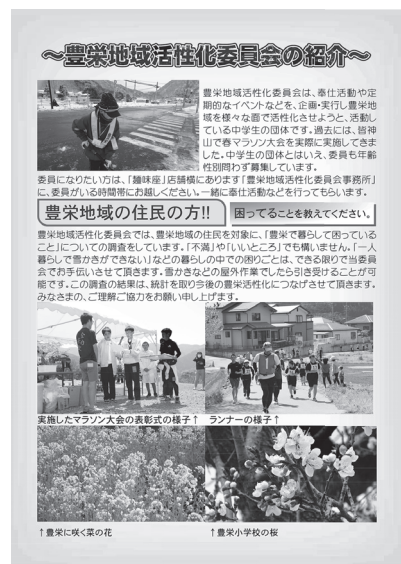 ～豊栄地域活性化委員会の紹介～
豊栄地域活性化委員会は、奉仕活動や定
期的なイベントなどを、企画・実行し豊栄地
域を様々な面で活性化させようと、活動し
ている中学生の団体です。過去には、皆神
山で春マラソン大会を実際に実施してきま
した。中学生の団体とはいえ、委員も年齢
性別問わず募集しています。
委員になりたい方は、「麺味座」店舗横にあります「豊栄地域活性化委員会事務所」
に、委員がいる時間帯にお越しください。一緒に奉仕活動などを行ってもらいます。
豊栄地域の住民の方!!
困ってることを教えてください。
豊栄地域活性化委員会では、豊栄地域の住民を対象に、「豊栄で暮らして困っている
こと」についての調査をしています。「不満」や「いいところ」でも構いません。「一人
暮らしで雪かきができない」などの暮らしの中での困りごとは、できる限りで当委員
会でお手伝いさせて頂きます。雪かきなどの屋外作業でしたら引き受けることが可
能です。この調査の結果は、統計を取り今後の豊栄活性化につなげさせて頂きます。
みなさまの、ご理解ご協力をお願い申し上げます。
実施したマラソン大会の表彰式の様子↑
ランナーの様子↑
↑豊栄に咲く菜の花
↑豊栄小学校の桜